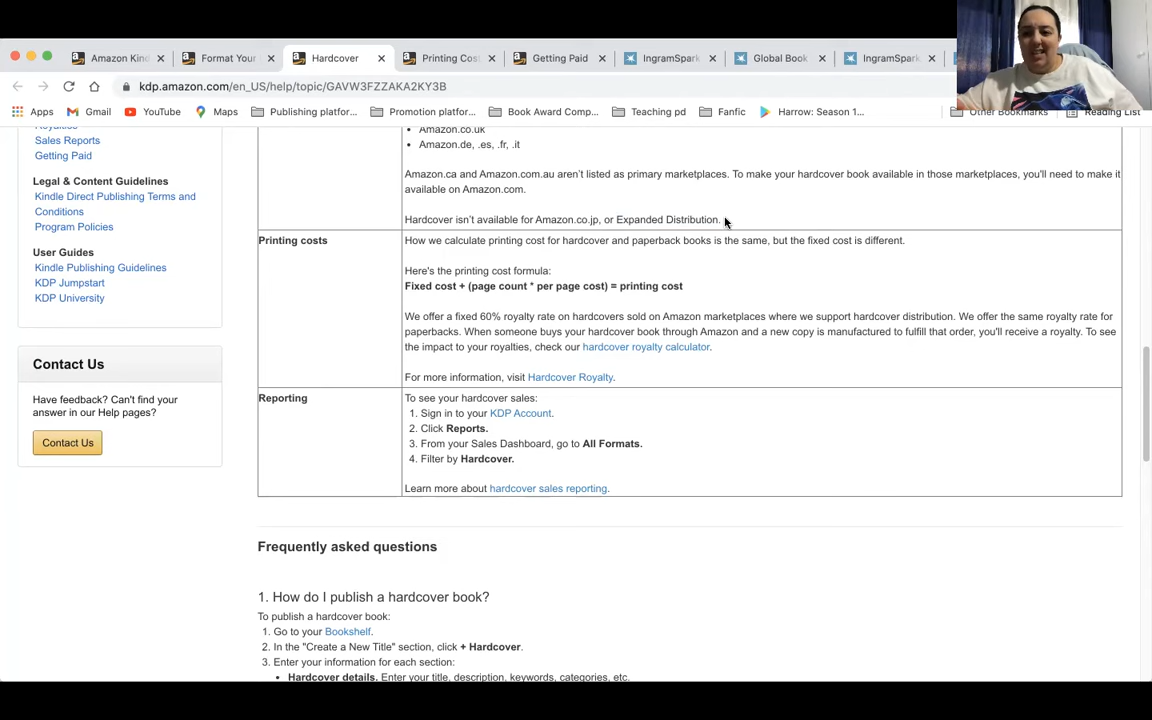 Amazon Kin
Format Your
Hardcover
Printing Cos
Getting Paid
IngramSpark
Global Book
IngramSpark
kdp.amazon.com/en_US/help/topic/GAVW3FZZAKA2KY3B
Apps
Gmail
YouTube
Maps
Publishing platfor...
Promotion platfor...
Book Award Comp...
Teaching pd
Fanfic
Harrow: Season 1...
Other Bookmarks
Reading List
Royalties
Sales Reports
Getting Paid
Legal & Content Guidelines
Kindle Direct Publishing Terms and
Conditions
Program Policies
User Guides
Kindle Publishing Guidelines
KDP Jumpstart
KDP University
Contact Us
Have feedback? Can't find your
answer in our Help pages?
Contact Us
• Amazon.co.uk
• Amazon.de, .es, .fr, .it
Amazon.ca and Amazon.com.au aren't listed as primary marketplaces. To make your hardcover book available in those marketplaces, you'll need to make it
available on Amazon.com.
Hardcover isn't available for Amazon.co.jp, or Expanded Distribution.
Printing costs
How we calculate printing cost for hardcover and paperback books is the same, but the fixed cost is different.
Here's the printing cost formula:
Fixed cost + (page count * per page cost) = printing cost
We offer a fixed 60% royalty rate on hardcovers sold on Amazon marketplaces where we support hardcover distribution. We offer the same royalty rate for
paperbacks. When someone buys your hardcover book through Amazon and a new copy is manufactured to fulfill that order, you'll receive a royalty. To see
the impact to your royalties, check our hardcover royalty calculator.
For more information, visit Hardcover Royalty.
Reporting
To see your hardcover sales:
1. Sign in to your KDP Account.
2. Click Reports.
3. From your Sales Dashboard, go to All Formats.
4. Filter by Hardcover.
Learn more about hardcover sales reporting.
Frequently asked questions
1. How do I publish a hardcover book?
To publish a hardcover book:
1. Go to your Bookshelf.
2. In the "Create a New Title" section, click + Hardcover.
3. Enter your information for each section:
• Hardcover details. Enter your title, description, keywords, categories, etc.